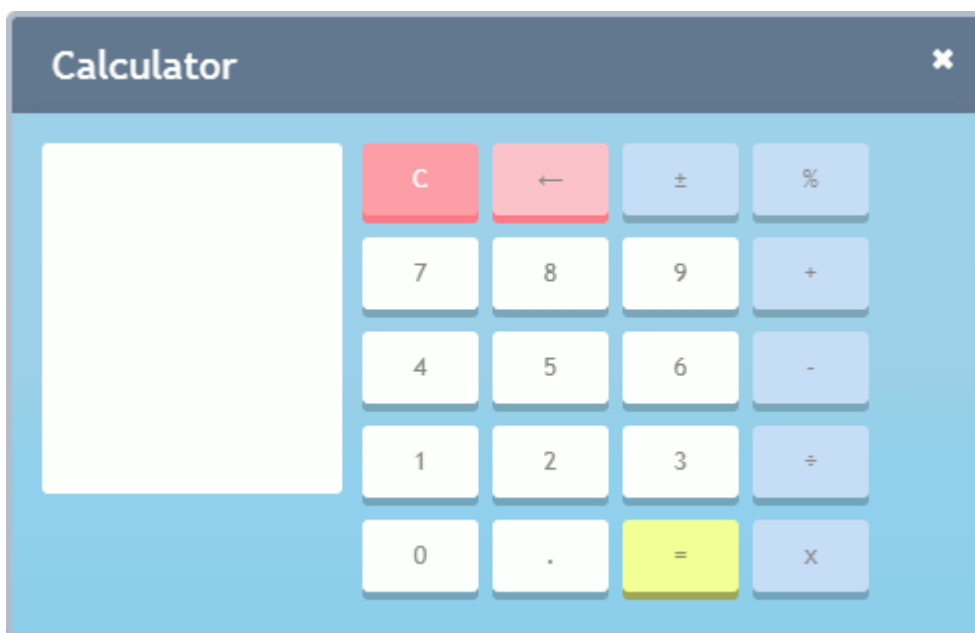 Calculator ✖
C ← ± %
7 8 9 +
4 5 6 -
1 2 3 ÷
0 . = x